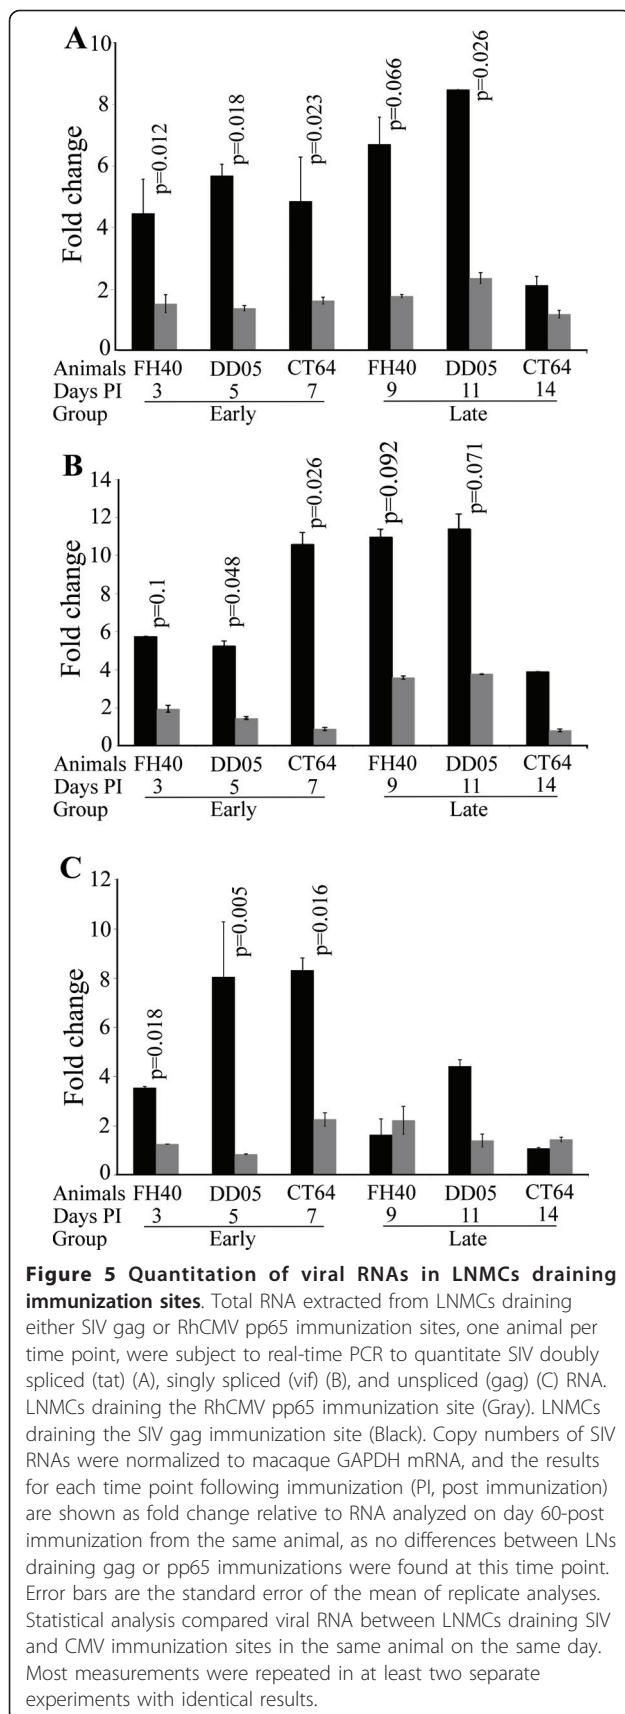 A
10
8
6
4
2
0
Fold change
p=0.012
p=0.018
p=0.023
p=0.066
p=0.026
Animals FH40 DD05 CT64 FH40 DD05 CT64
Days PI 3 5 7 9 11 14
Group Early Late
B
14
12
10
8
6
4
2
0
Fold change
p=0.1
p=0.048
p=0.026
p=0.092
p=0.071
Animals FH40 DD05 CT64 FH40 DD05 CT64
Days PI 3 5 7 9 11 14
Group Early Late
C
12
10
8
6
4
2
0
Fold change
p=0.018
p=0.005
p=0.016
Animals FH40 DD05 CT64 FH40 DD05 CT64
Days PI 3 5 7 9 11 14
Group Early Late
Figure 5 Quantitation of viral RNAs in LNMCs draining
immunization sites. Total RNA extracted from LNMCs draining
either SIV gag or RhCMV pp65 immunization sites, one animal per
time point, were subject to real-time PCR to quantitate SIV doubly
spliced (tat) (A), singly spliced (vif) (B), and unspliced (gag) (C) RNA.
LNMCs draining the RhCMV pp65 immunization site (Gray). LNMCs
draining the SIV gag immunization site (Black). Copy numbers of SIV
RNAs were normalized to macaque GAPDH mRNA, and the results
for each time point following immunization (PI, post immunization)
are shown as fold change relative to RNA analyzed on day 60-post
immunization from the same animal, as no differences between LNs
draining gag or pp65 immunizations were found at this time point.
Error bars are the standard error of the mean of replicate analyses.
Statistical analysis compared viral RNA between LNMCs draining SIV
and CMV immunization sites in the same animal on the same day.
Most measurements were repeated in at least two separate
experiments with identical results.